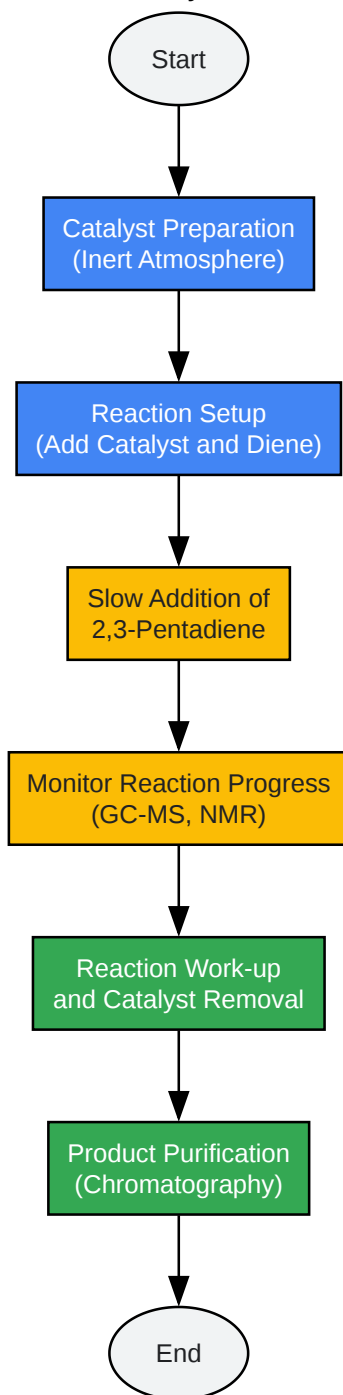 Start
Catalyst Preparation
(Inert Atmosphere)
Reaction Setup
(Add Catalyst and Diene)
Slow Addition of
2,3-Pentadiene
Monitor Reaction Progress
(GC-MS, NMR)
Reaction Work-up
and Catalyst Removal
Product Purification
(Chromatography)
End